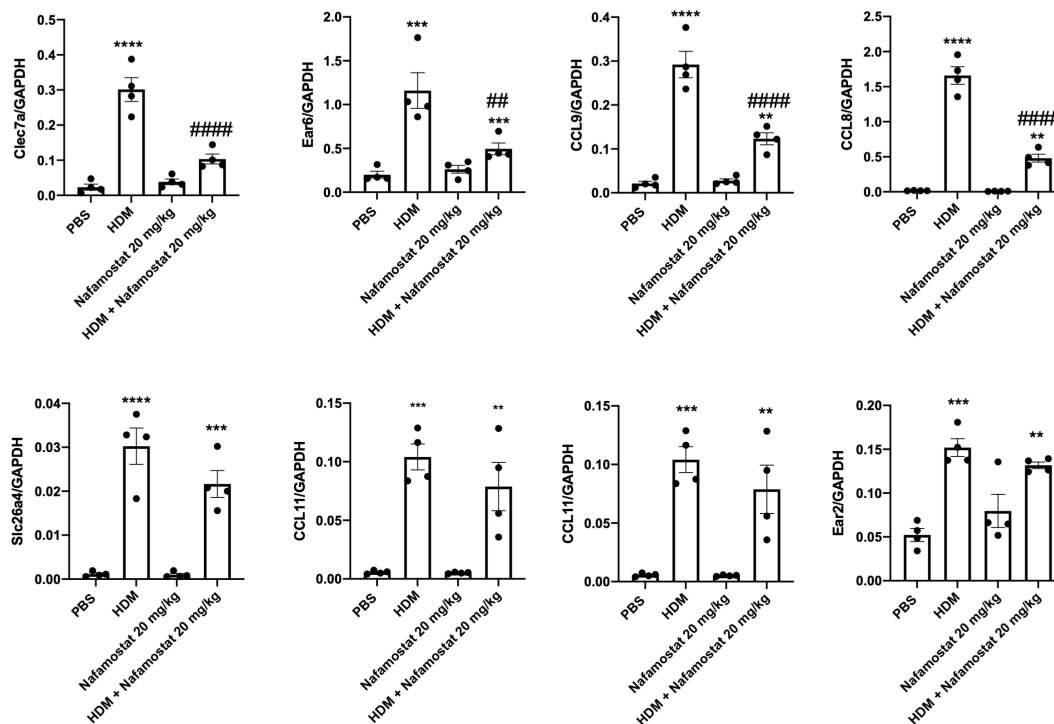 Clec7a/GAPDH
0.5
0.4
0.3
0.2
0.1
0.0
****
####
PBS
HDM
Nafamostat 20 mg/kg
HDM + Nafamostat 20 mg/kg
Ear6/GAPDH
2.0
1.5
1.0
0.5
0.0
***
##
***
PBS
HDM
Nafamostat 20 mg/kg
HDM + Nafamostat 20 mg/kg
CCL9/GAPDH
0.4
0.3
0.2
0.1
0.0
****
####
**
PBS
HDM
Nafamostat 20 mg/kg
HDM + Nafamostat 20 mg/kg
CCL8/GAPDH
2.5
2.0
1.5
1.0
0.5
0.0
****
####
**
PBS
HDM
Nafamostat 20 mg/kg
HDM + Nafamostat 20 mg/kg
Slc26a4/GAPDH
0.04
0.03
0.02
0.01
0.00
****
***
PBS
HDM
Nafamostat 20 mg/kg
HDM + Nafamostat 20 mg/kg
CCL11/GAPDH
0.15
0.10
0.05
0.00
***
**
PBS
HDM
Nafamostat 20 mg/kg
HDM + Nafamostat 20 mg/kg
CCL11/GAPDH
0.15
0.10
0.05
0.00
***
**
PBS
HDM
Nafamostat 20 mg/kg
HDM + Nafamostat 20 mg/kg
Ear2/GAPDH
0.20
0.15
0.10
0.05
0.00
***
**
PBS
HDM
Nafamostat 20 mg/kg
HDM + Nafamostat 20 mg/kg